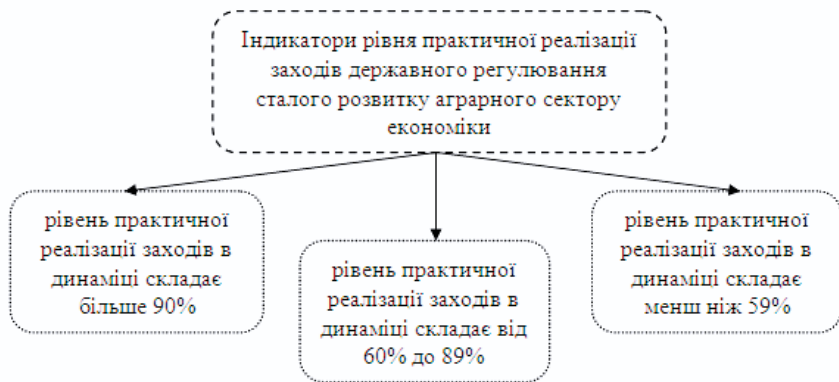 Індикатори рівня практичної реалізації
заходів державного регулювання
сталого розвитку аграрного сектору
економіки
рівень практичної
реалізації заходів в
динаміці складає
більше 90%
рівень практичної
реалізації заходів в
динаміці складає від
60% до 89%
рівень практичної
реалізації заходів в
динаміці складає
менш ніж 59%